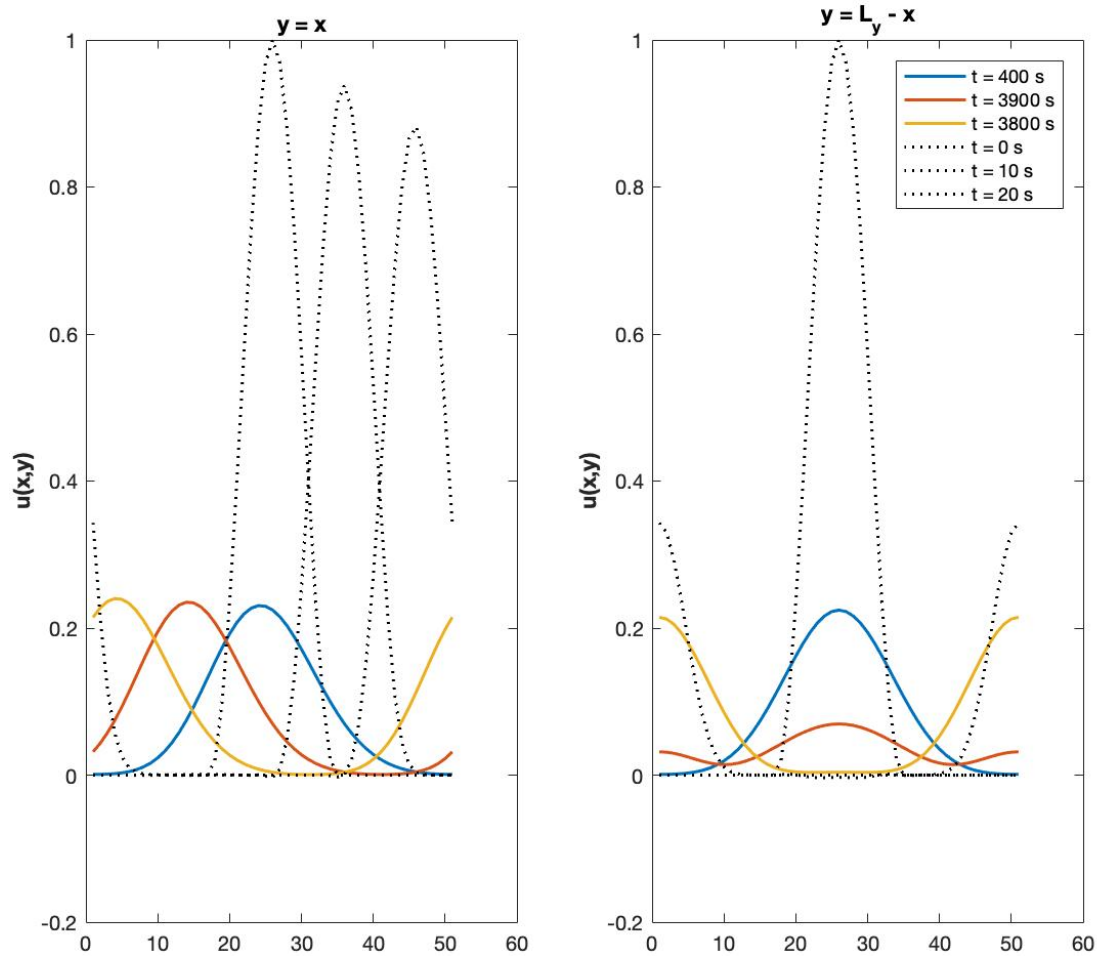 y = x
u(x,y)
1
0.8
0.6
0.4
0.2
0
-0.2
0 10 20 30 40 50 60
y = L_y - x
u(x,y)
1
0.8
0.6
0.4
0.2
0
-0.2
0 10 20 30 40 50 60
t = 400 s
t = 3900 s
t = 3800 s
t = 0 s
t = 10 s
t = 20 s